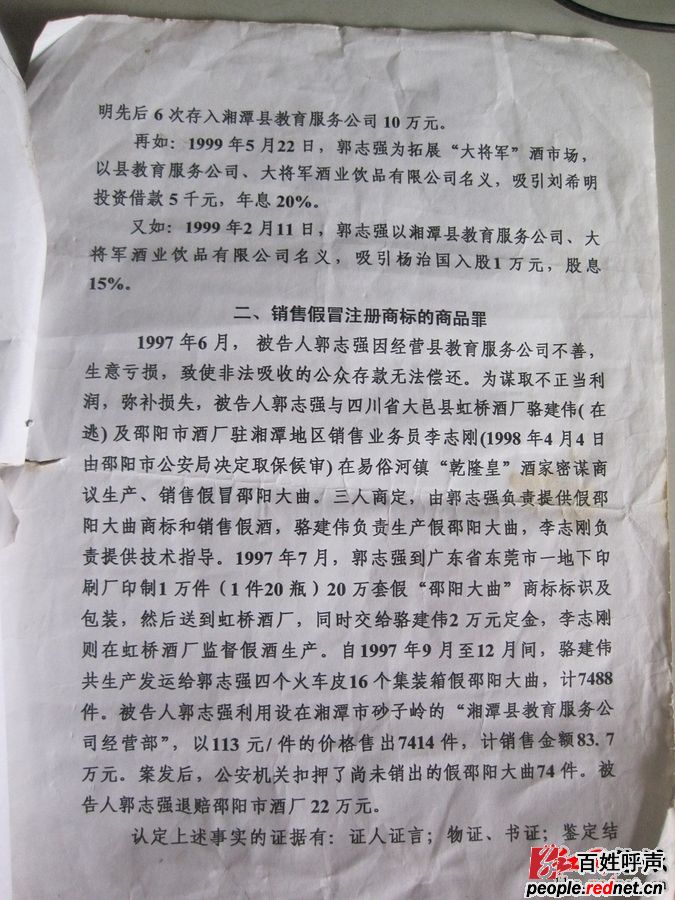 明先后6次存入湘潭县教育服务公司10万元。
再如：1999年5月22日，郭志强为拓展“大将军”酒市场，
以县教育服务公司、大将军酒业饮品有限公司名义，吸引刘希明
投资借款5千元，年息20%。
又如：1999年2月11日，郭志强以湘潭县教育服务公司、大
将军酒业饮品有限公司名义，吸引杨治国入股1万元，股息
15%。
二、销售假冒注册商标的商品罪
1997年6月，被告人郭志强因经营县教育服务公司不善，
生意亏损，致使非法吸收的公众存款无法偿还。为谋取不正当利
润，弥补损失，被告人郭志强与四川省大邑县虹桥酒厂骆建伟(在
逃)及邵阳市酒厂驻湘潭地区销售业务员李志刚(1998年4月4日
由邵阳市公安局决定取保候审)在易俗河镇“乾隆皇”酒家密谋商
议生产、销售假冒邵阳大曲。三人商定，由郭志强负责提供假邵
阳大曲商标和销售假酒，骆建伟负责生产假邵阳大曲，李志刚负
责提供技术指导。1997年7月，郭志强到广东省东莞市一地下印
刷厂印制1万件（1件20瓶）20万套假“邵阳大曲”商标标识及
包装，然后送到虹桥酒厂，同时交给骆建伟2万元定金，李志刚
则在虹桥酒厂监督假酒生产。自1997年9月至12月间，骆建伟
共生产发运给郭志强四个火车皮16个集装箱假邵阳大曲，计7488
件。被告人郭志强利用设在湘潭市砂子岭的“湘潭县教育服务公
司经营部”，以113元/件的价格售出7414件，计销售金额83.7
万元。案发后，公安机关扣押了尚未销出的假邵阳大曲74件。被
告人郭志强退赔邵阳市酒厂22万元。
认定上述事实的证据有：证人证言；物证、书证；鉴定结
百姓呼声
people.rednet.cn